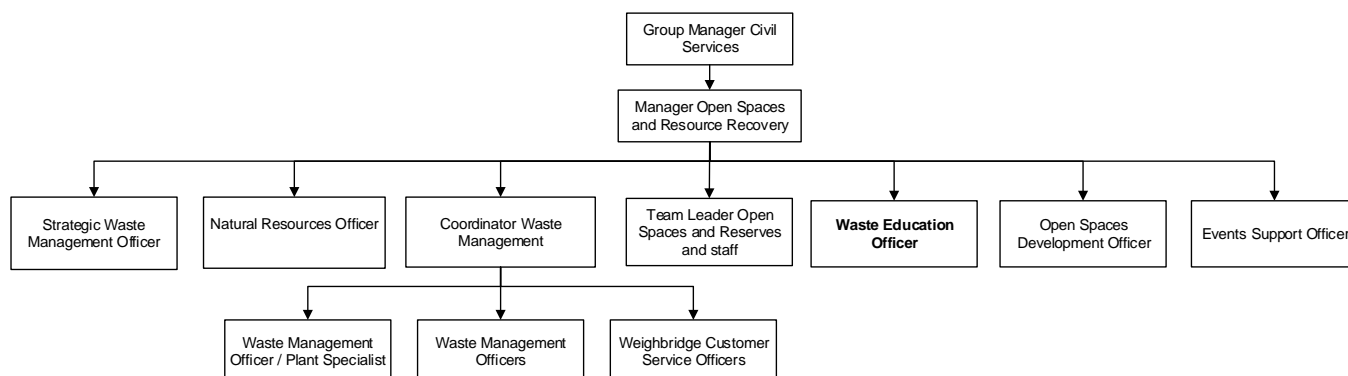 Group Manager Civil
Services
Manager Open Spaces
and Resource Recovery
Strategic Waste
Management Officer
Natural Resources Officer
Coordinator Waste
Management
Team Leader Open
Spaces and Reserves
and staff
Waste Education
Officer
Open Spaces
Development Officer
Events Support Officer
Waste Management
Officer / Plant Specialist
Waste Management
Officers
Weighbridge Customer
Service Officers